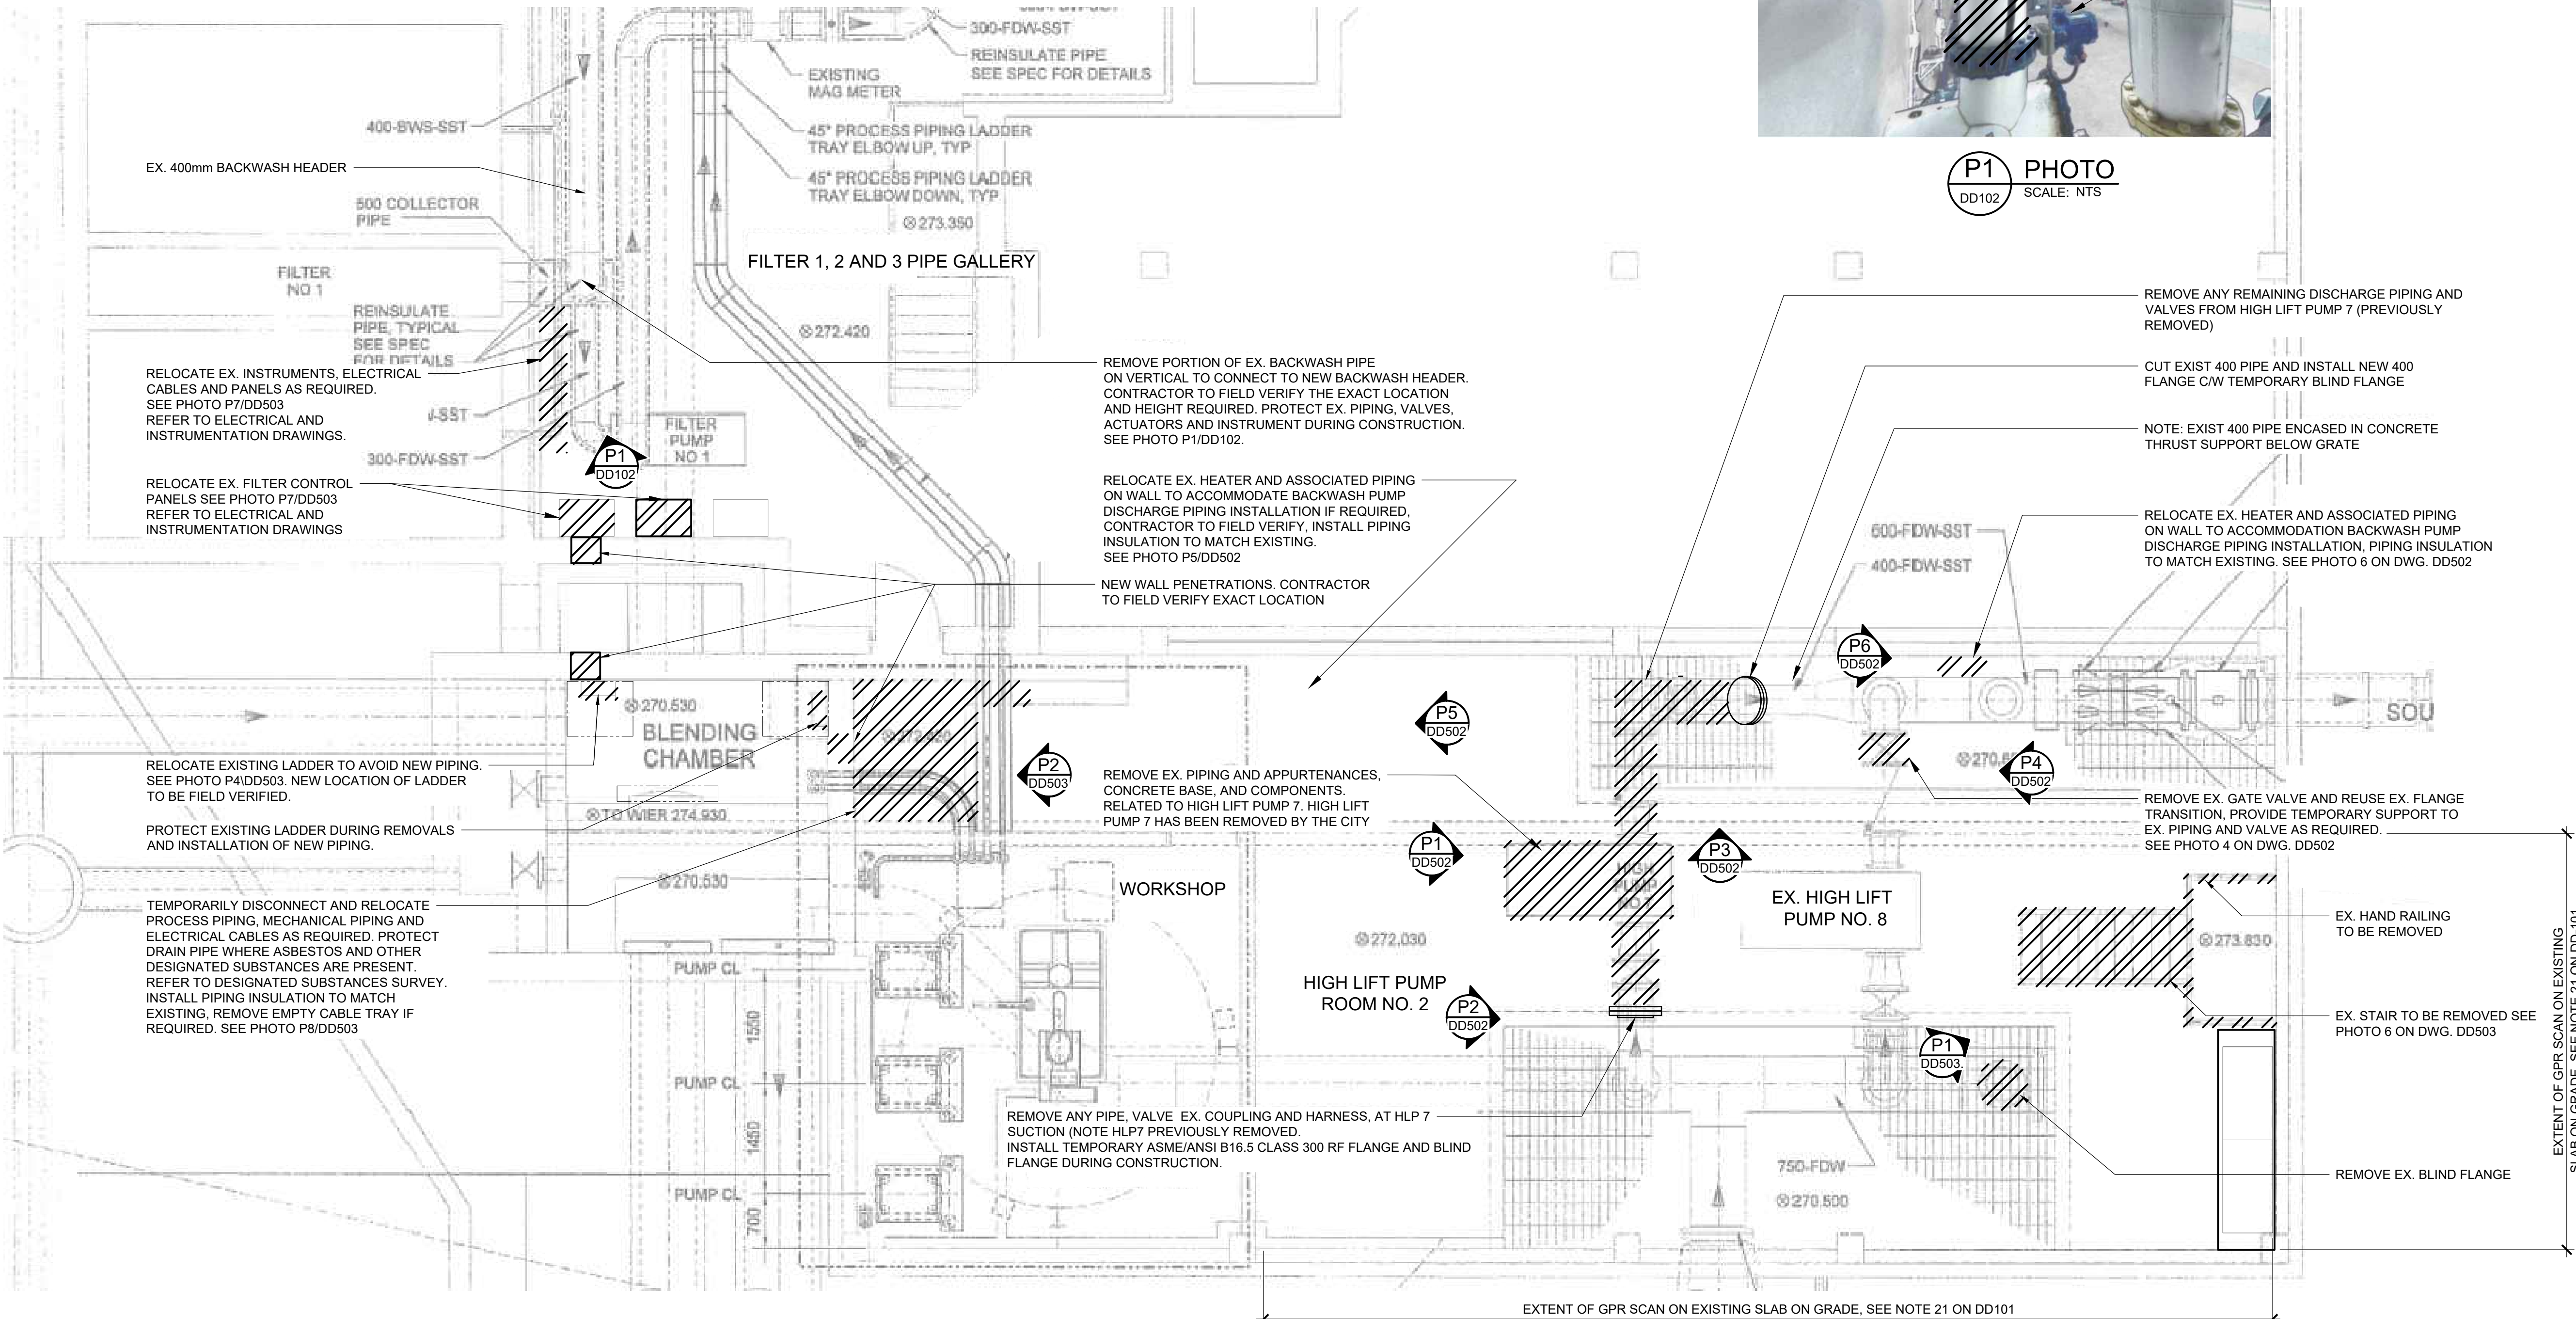 300-FDW-SST
REINSULATE PIPE
SEE SPEC FOR DETAILS
EXISTING
MAG METER
400-BWS-SST
45° PROCESS PIPING LADDER
TRAY ELBOW UP, TYP
EX. 400mm BACKWASH HEADER
45° PROCESS PIPING LADDER
TRAY ELBOW DOWN, TYP
P1
DD102
PHOTO
SCALE: NTS
500 COLLECTOR
PIPE
273.350
FILTER 1, 2 AND 3 PIPE GALLERY
FILTER
NO 1
REINSULATE
PIPE, TYPICAL
SEE SPEC
FOR DETAILS
272.420
REMOVE ANY REMAINING DISCHARGE PIPING AND
VALVES FROM HIGH LIFT PUMP 7 (PREVIOUSLY
REMOVED)
RELOCATE EX. INSTRUMENTS, ELECTRICAL
CABLES AND PANELS AS REQUIRED.
SEE PHOTO P7/DD503
REFER TO ELECTRICAL AND
INSTRUMENTATION DRAWINGS.
-SST
300-FDW-SST
FILTER
PUMP
NO 1
P1
DD102
REMOVE PORTION OF EX. BACKWASH PIPE
ON VERTICAL TO CONNECT TO NEW BACKWASH HEADER.
CONTRACTOR TO FIELD VERIFY THE EXACT LOCATION
AND HEIGHT REQUIRED. PROTECT EX. PIPING, VALVES,
ACTUATORS AND INSTRUMENT DURING CONSTRUCTION.
SEE PHOTO P1/DD102.
CUT EXIST 400 PIPE AND INSTALL NEW 400
FLANGE C/W TEMPORARY BLIND FLANGE
NOTE: EXIST 400 PIPE ENCASED IN CONCRETE
THRUST SUPPORT BELOW GRATE
RELOCATE EX. FILTER CONTROL
PANELS SEE PHOTO P7/DD503
REFER TO ELECTRICAL AND
INSTRUMENTATION DRAWINGS
RELOCATE EX. HEATER AND ASSOCIATED PIPING
ON WALL TO ACCOMMODATE BACKWASH PUMP
DISCHARGE PIPING INSTALLATION IF REQUIRED,
CONTRACTOR TO FIELD VERIFY, INSTALL PIPING
INSULATION TO MATCH EXISTING.
SEE PHOTO P5/DD502
600-FDW-SST
400-FDW-SST
RELOCATE EX. HEATER AND ASSOCIATED PIPING
ON WALL TO ACCOMMODATION BACKWASH PUMP
DISCHARGE PIPING INSTALLATION, PIPING INSULATION
TO MATCH EXISTING. SEE PHOTO 6 ON DWG. DD502
NEW WALL PENETRATIONS. CONTRACTOR
TO FIELD VERIFY EXACT LOCATION
P6
DD502
270.530
BLENDING
CHAMBER
P5
DD502
SOU
RELOCATE EXISTING LADDER TO AVOID NEW PIPING.
SEE PHOTO P4\DD503. NEW LOCATION OF LADDER
TO BE FIELD VERIFIED.
P2
DD503
P4
DD502
REMOVE EX. PIPING AND APPURTENANCES,
CONCRETE BASE, AND COMPONENTS.
RELATED TO HIGH LIFT PUMP 7. HIGH LIFT
PUMP 7 HAS BEEN REMOVED BY THE CITY
TO WIER 274.930
PROTECT EXISTING LADDER DURING REMOVALS
AND INSTALLATION OF NEW PIPING.
REMOVE EX. GATE VALVE AND REUSE EX. FLANGE
TRANSITION, PROVIDE TEMPORARY SUPPORT TO
EX. PIPING AND VALVE AS REQUIRED.
SEE PHOTO 4 ON DWG. DD502
P1
DD502
P3
DD502
HIGH
PUMP
270.530
WORKSHOP
EX. HIGH LIFT
PUMP NO. 8
TEMPORARILY DISCONNECT AND RELOCATE
PROCESS PIPING, MECHANICAL PIPING AND
ELECTRICAL CABLES AS REQUIRED. PROTECT
DRAIN PIPE WHERE ASBESTOS AND OTHER
DESIGNATED SUBSTANCES ARE PRESENT.
REFER TO DESIGNATED SUBSTANCES SURVEY.
INSTALL PIPING INSULATION TO MATCH
EXISTING, REMOVE EMPTY CABLE TRAY IF
REQUIRED. SEE PHOTO P8/DD503
EX. HAND RAILING
TO BE REMOVED
272.030
273.830
PUMP CL
HIGH LIFT PUMP
ROOM NO. 2
P2
DD502
1550
EX. STAIR TO BE REMOVED SEE
PHOTO 6 ON DWG. DD503
P1
DD503.
PUMP CL
REMOVE ANY PIPE, VALVE EX. COUPLING AND HARNESS, AT HLP 7
SUCTION (NOTE HLP7 PREVIOUSLY REMOVED.
INSTALL TEMPORARY ASME/ANSI B16.5 CLASS 300 RF FLANGE AND BLIND
FLANGE DURING CONSTRUCTION.
1450
750-FDW
270.500
REMOVE EX. BLIND FLANGE
PUMP CL
700
EXTENT OF GPR SCAN ON EXISTING
SLAB ON GRADE, SEE NOTE 21 ON DD 101
EXTENT OF GPR SCAN ON EXISTING SLAB ON GRADE, SEE NOTE 21 ON DD101